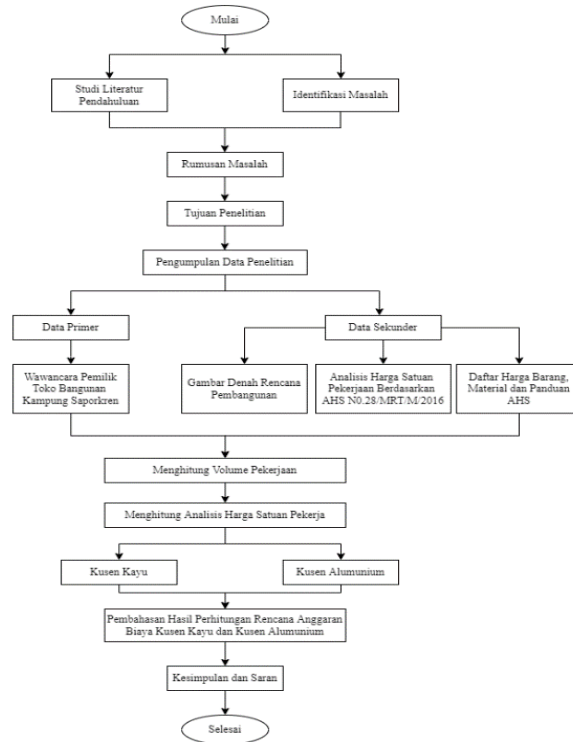 Mulai
Studi Literatur
Pendahuluan
Identifikasi Masalah
Rumusan Masalah
Tujuan Penelitian
Pengumpulan Data Penelitian
Data Primer
Data Sekunder
Wawancara Pemilik
Toko Bangunan
Kampung Saporkren
Gambar Denah Rencana
Pembangunan
Analisis Harga Satuan
Pekerjaan Berdasarkan
AHS N0.28/MRT/M/2016
Daftar Harga Barang,
Material dan Panduan
AHS
Menghitung Volume Pekerjaan
Menghitung Analisis Harga Satuan Pekerja
Kusen Kayu
Kusen Alumunium
Pembahasan Hasil Perhitungan Rencana Anggaran
Biaya Kusen Kayu dan Kusen Alumunium
Kesimpulan dan Saran
Selesai